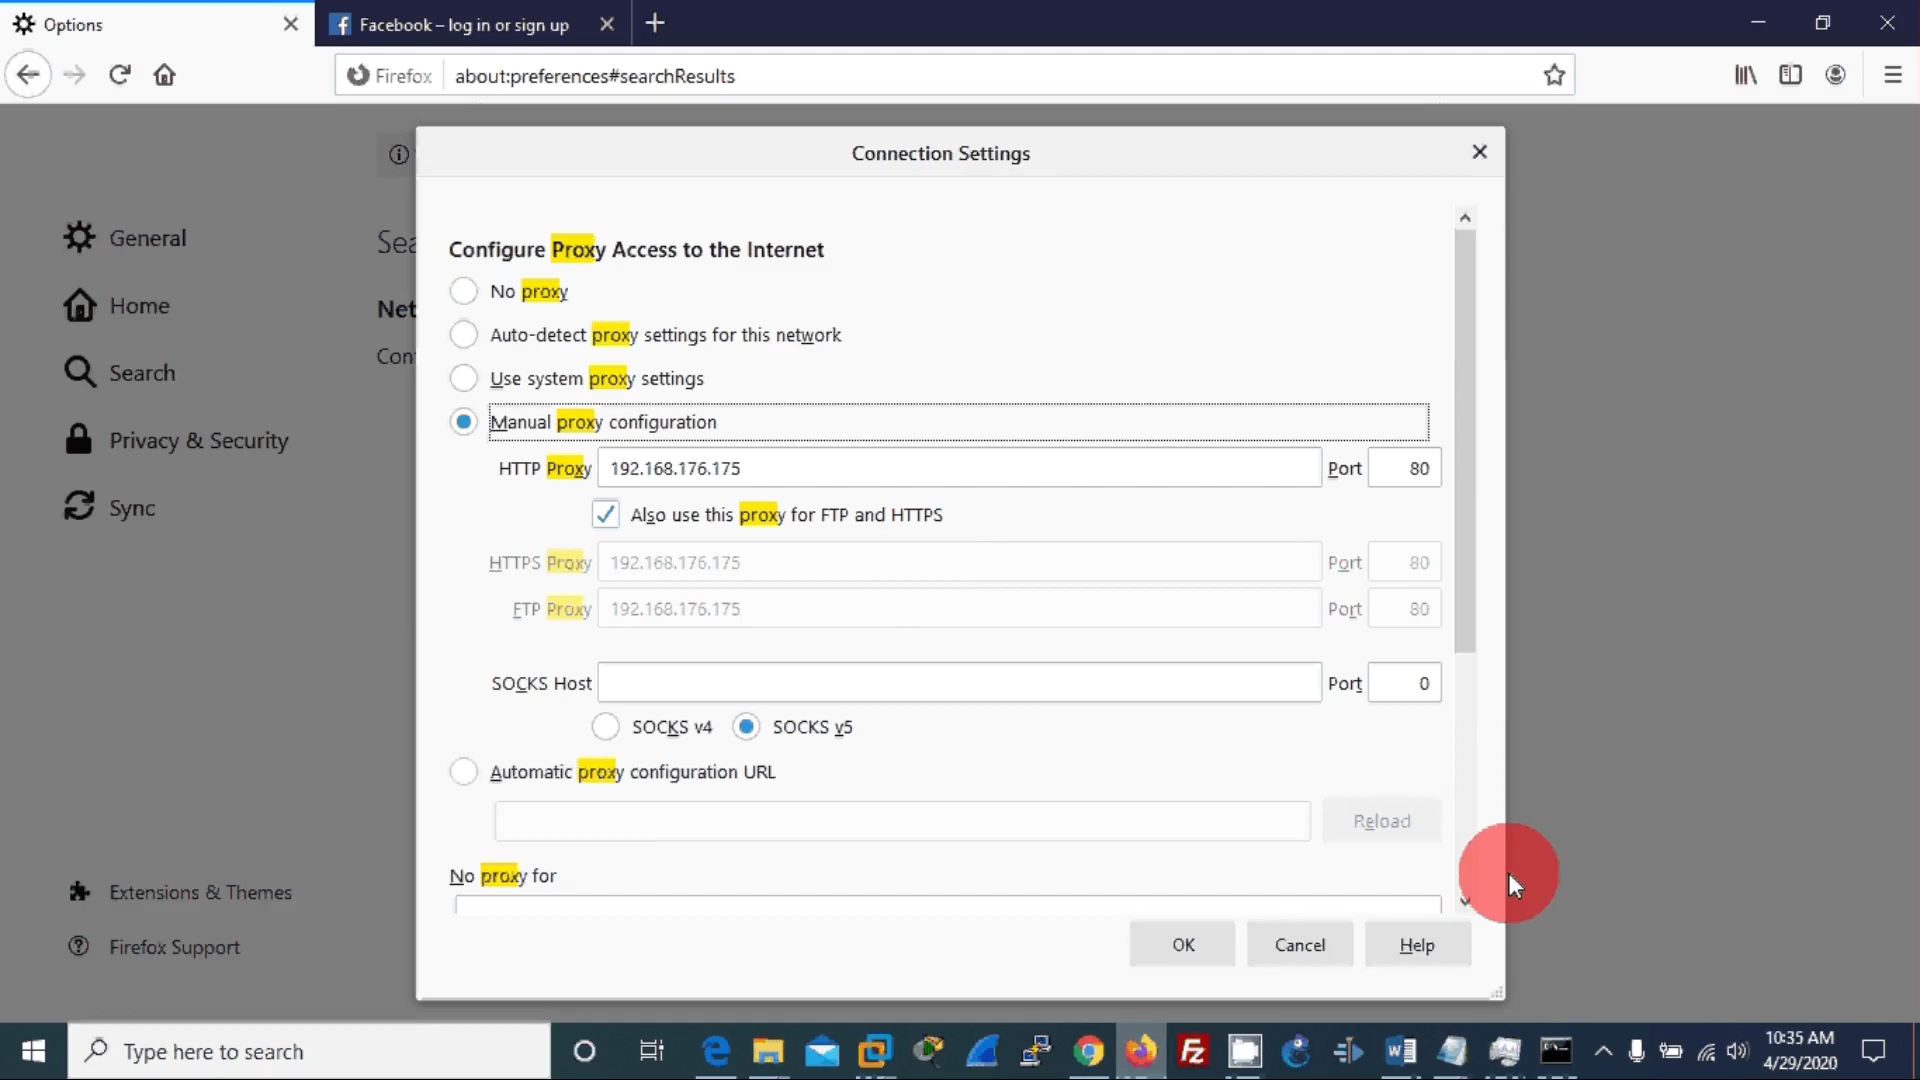 Options
Facebook – log in or sign up
Firefox
about:preferences#searchResults
Connection Settings
General
Home
Search
Privacy & Security
Sync
Extensions & Themes
Firefox Support
Sea
Net
Con
Configure Proxy Access to the Internet
No proxy
Auto-detect proxy settings for this network
Use system proxy settings
Manual proxy configuration
HTTP Proxy 192.168.176.175 Port 80
Also use this proxy for FTP and HTTPS
HTTPS Proxy 192.168.176.175 Port 80
FTP Proxy 192.168.176.175 Port 80
SOCKS Host Port 0
SOCKS v4 SOCKS v5
Automatic proxy configuration URL
Reload
No proxy for
OK Cancel Help
Type here to search
10:35 AM
4/29/2020